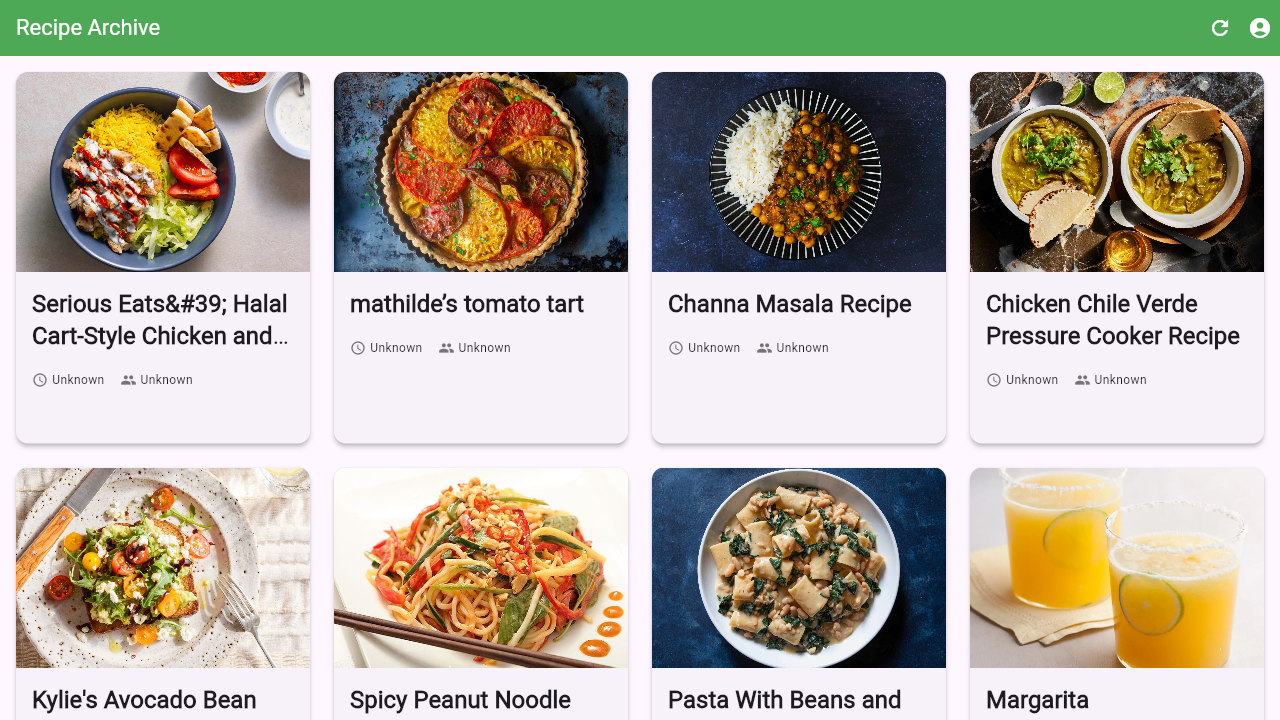 Recipe Archive
Serious Eats&#39; Halal
Cart-Style Chicken and...
Unknown Unknown
mathilde’s tomato tart
Unknown Unknown
Channa Masala Recipe
Unknown Unknown
Chicken Chile Verde
Pressure Cooker Recipe
Unknown Unknown
Kylie's Avocado Bean
Spicy Peanut Noodle
Pasta With Beans and
Margarita